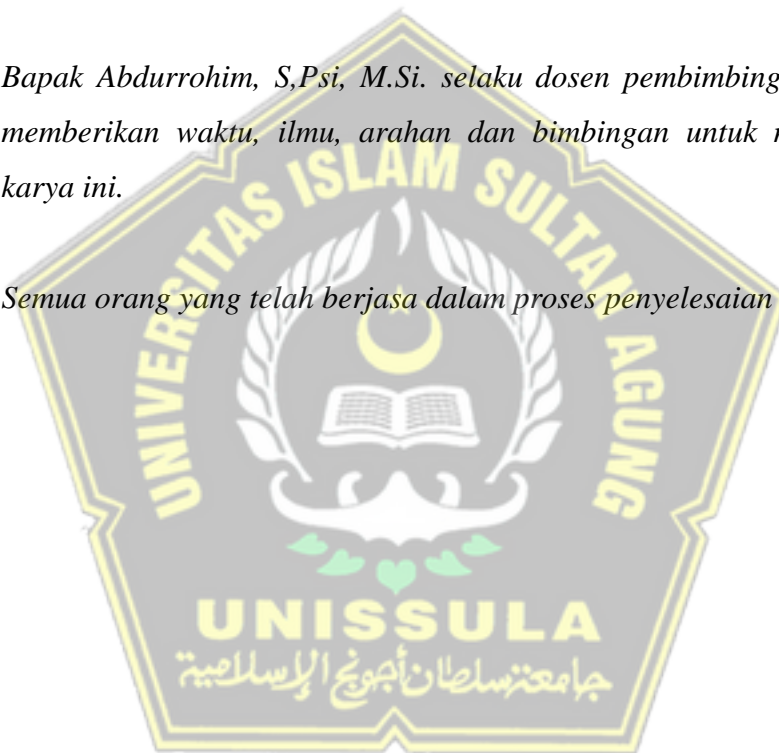 Bapak Abdurrohim, S,Psi, M.Si. selaku dosen pembimbing
memberikan waktu, ilmu, arahan dan bimbingan untuk
karya ini.
Semua orang yang telah berjasa dalam proses penyelesaian
UNIVERSITAS ISLAM SULTAN AGUNG
UNISSULA
جامعة سلطان أجونج الإسلامية